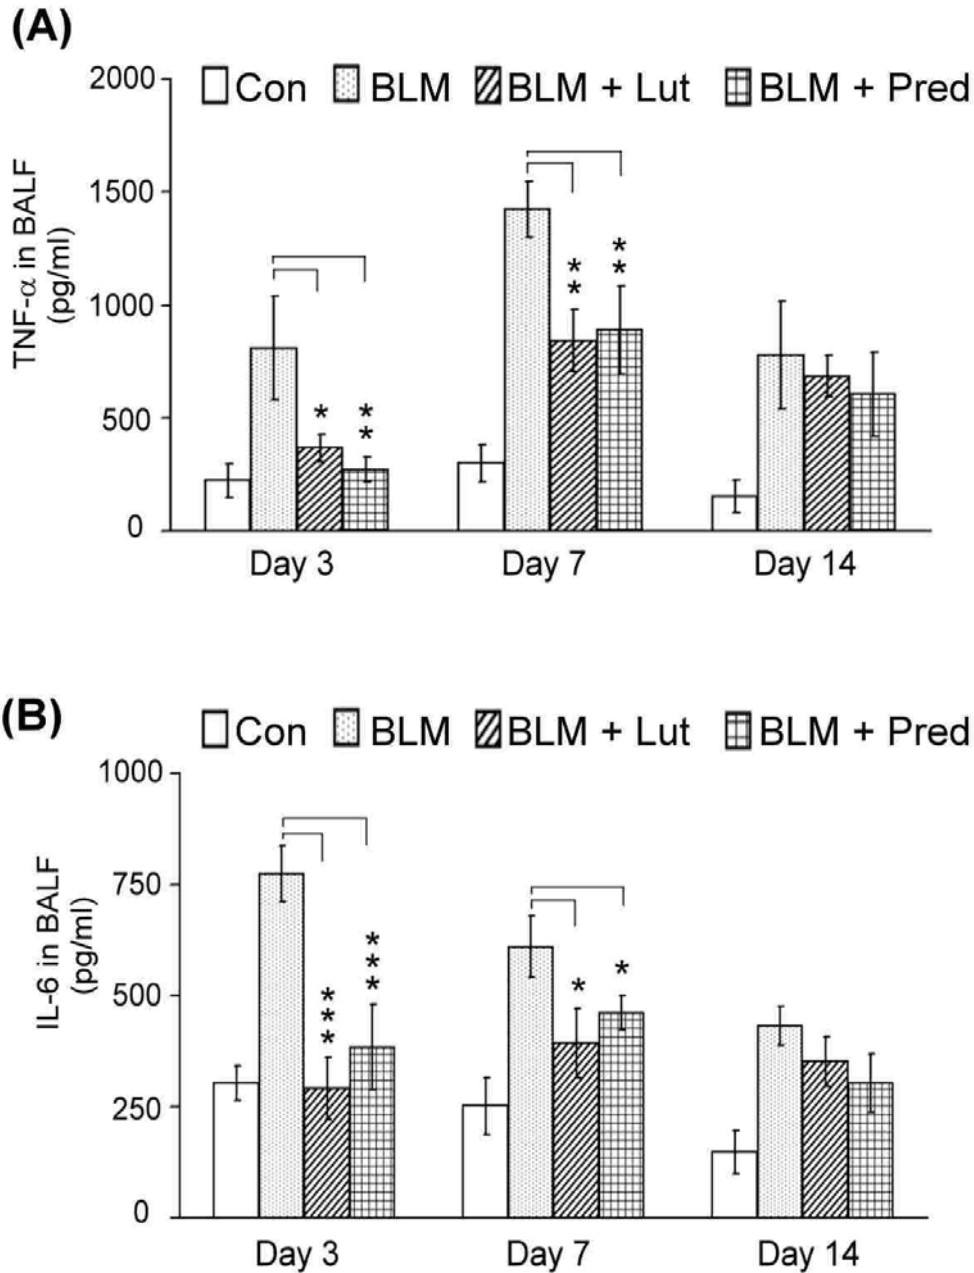 (A)
Con BLM BLM + Lut BLM + Pred
TNF-α in BALF
(pg/ml)
2000
1500
1000
500
0
* ** ** **
Day 3 Day 7 Day 14
(B)
Con BLM BLM + Lut BLM + Pred
IL-6 in BALF
(pg/ml)
1000
750
500
250
0
*** *** * *
Day 3 Day 7 Day 14